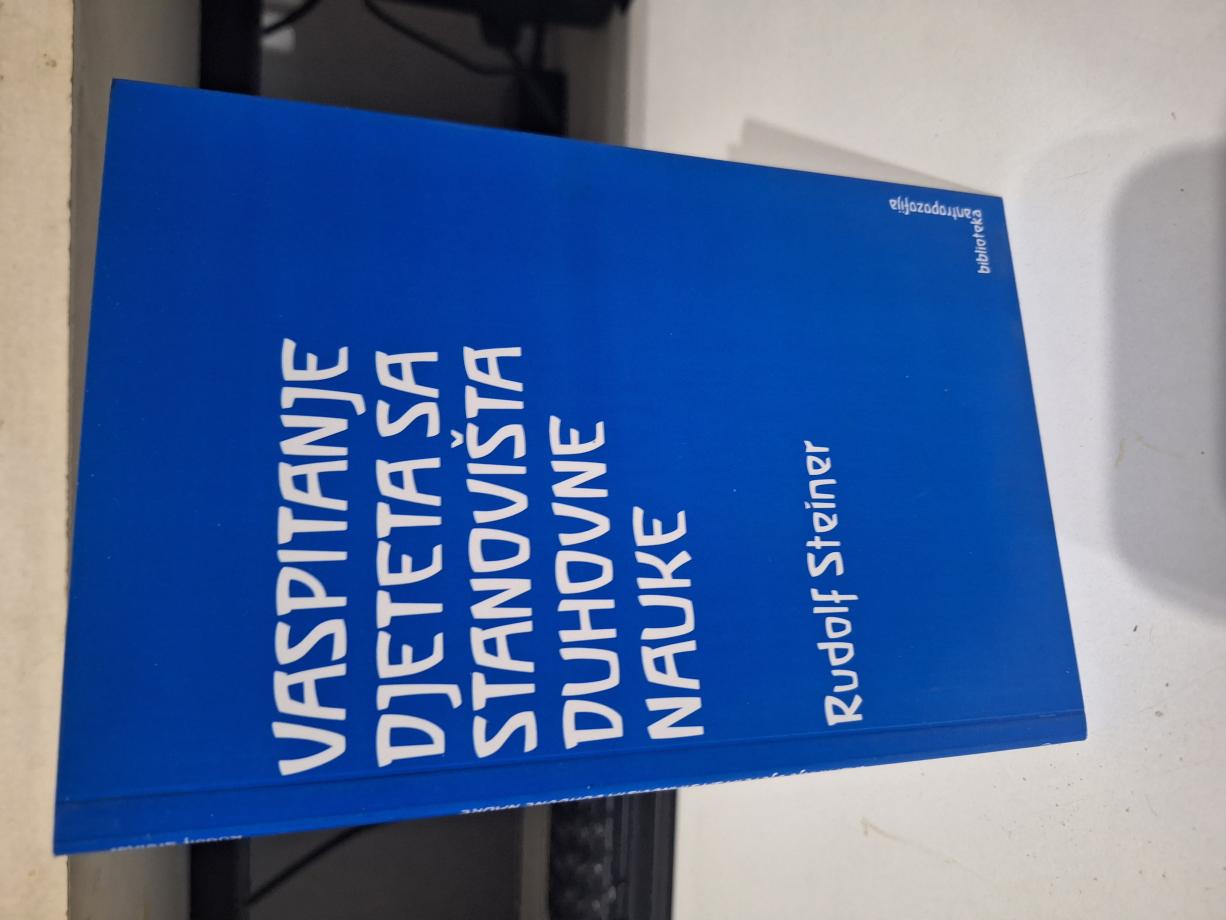 VASPITANJE
DJETETA SA
STANOVIŠTA
DUHOVNE
NAUKE
Rudolf Steiner
biblioteka
antropozofija